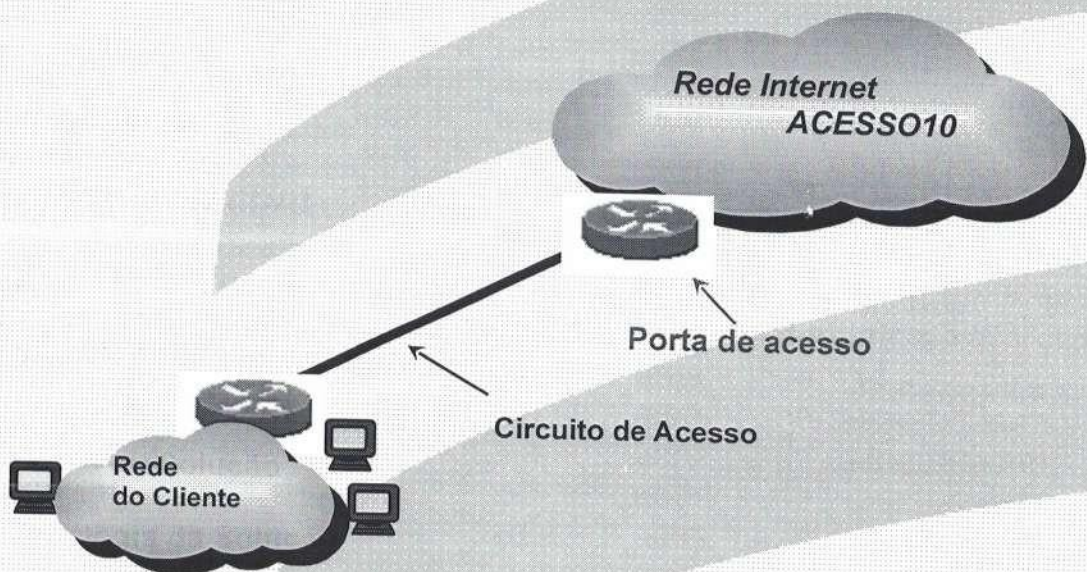 Rede Internet
ACESSO10
Porta de acesso
Circuito de Acesso
Rede
do Cliente